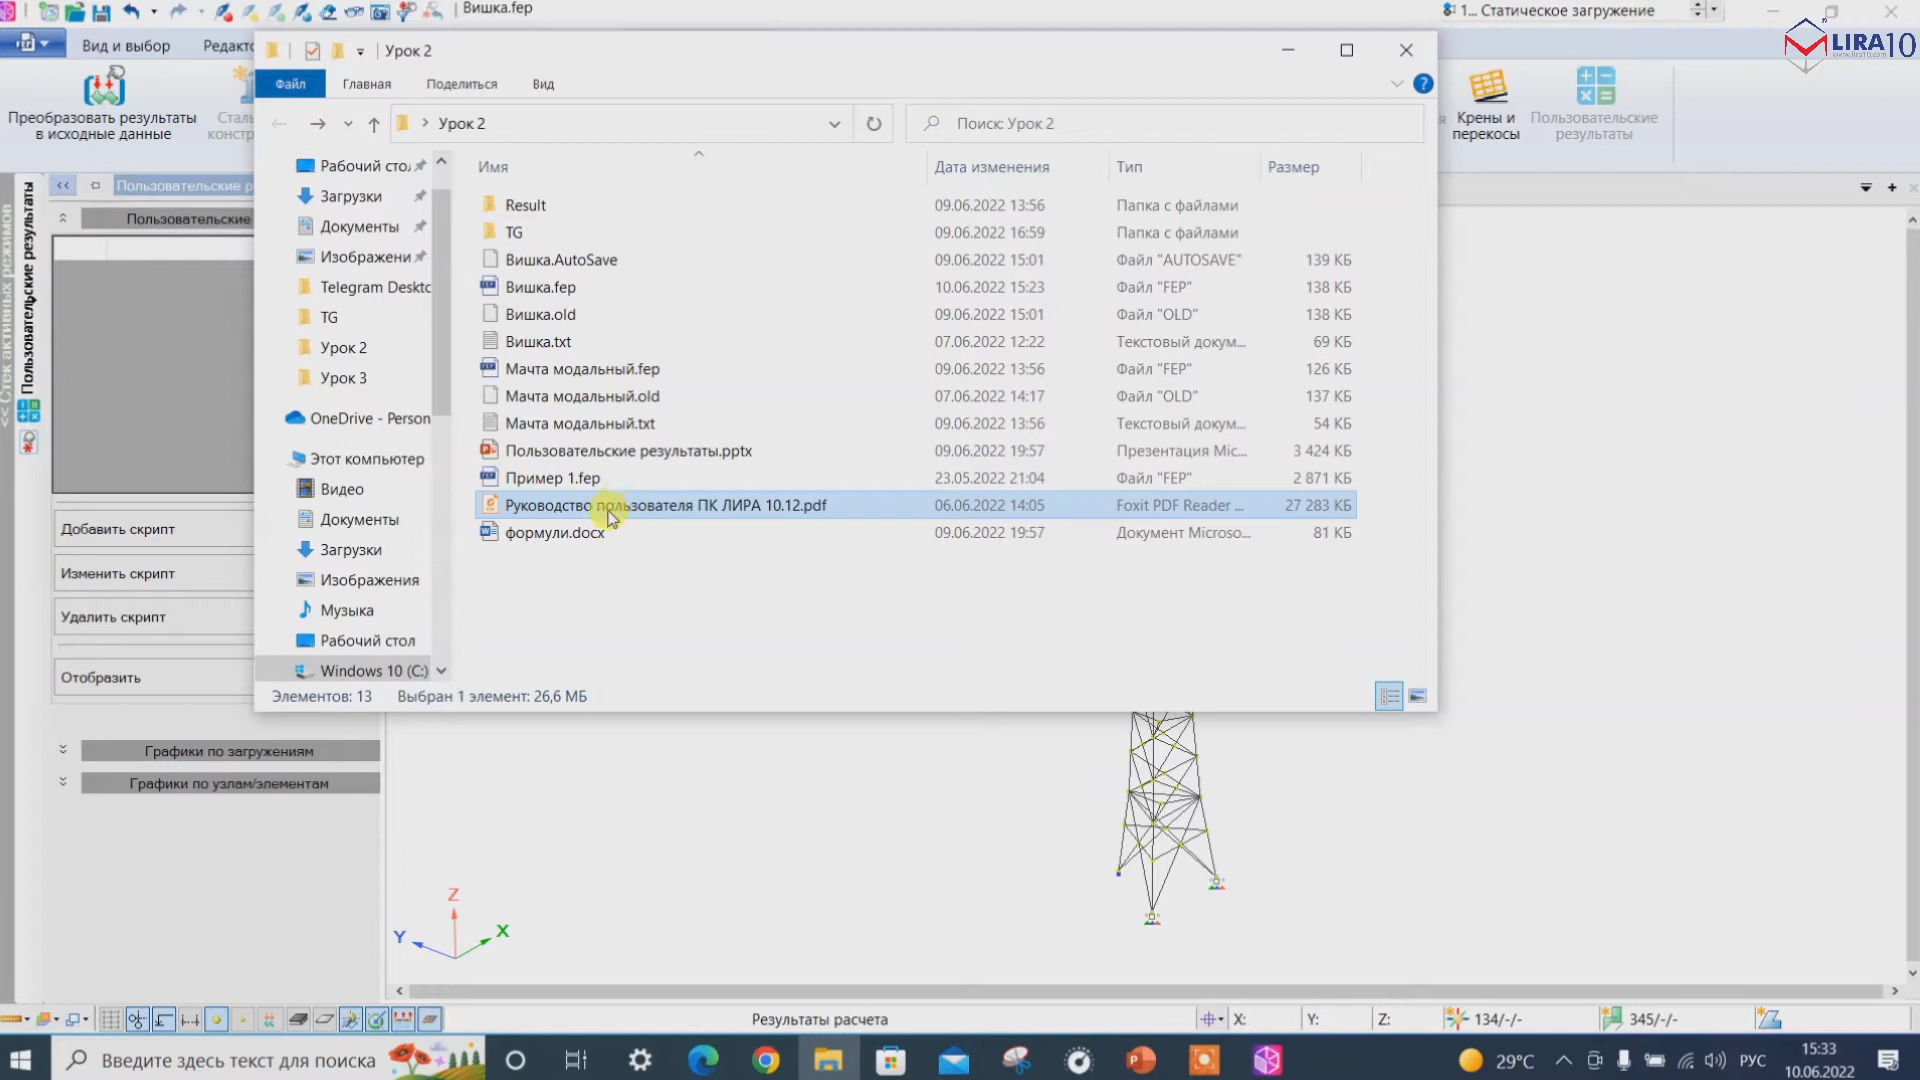 Вишка.fep
1... Статическое загружение
LIRA10
www.lira10.com
Вид и выбор
Редакто
Урок 2
Преобразовать результаты
в исходные данные
Сталь
констр
Файл
Главная
Поделиться
Вид
Крены и
перекосы
Пользовательские
результаты
Урок 2
Поиск: Урок 2
Имя
Дата изменения
Тип
Размер
<< Стек активных режимов
Пользовательские результаты
Пользовательские р
Пользовательские
Рабочий сто
Загрузки
Документы
Изображени
Telegram Deskto
TG
Урок 2
Урок 3
OneDrive - Person
Этот компьютер
Видео
Документы
Загрузки
Изображения
Музыка
Рабочий стол
Windows 10 (C:)
Result 09.06.2022 13:56 Папка с файлами
TG 09.06.2022 16:59 Папка с файлами
Вишка.AutoSave 09.06.2022 15:01 Файл "AUTOSAVE" 139 КБ
Вишка.fep 10.06.2022 15:23 Файл "FEP" 138 КБ
Вишка.old 09.06.2022 15:01 Файл "OLD" 138 КБ
Вишка.txt 07.06.2022 12:22 Текстовый докум... 69 КБ
Мачта модальный.fep 09.06.2022 13:56 Файл "FEP" 126 КБ
Мачта модальный.old 07.06.2022 14:17 Файл "OLD" 137 КБ
Мачта модальный.txt 09.06.2022 13:56 Текстовый докум... 54 КБ
Пользовательские результаты.pptx 09.06.2022 19:57 Презентация Mic... 3 424 КБ
Пример 1.fep 23.05.2022 21:04 Файл "FEP" 2 871 КБ
Руководство пользователя ПК ЛИРА 10.12.pdf 06.06.2022 14:05 Foxit PDF Reader ... 27 283 КБ
формули.docx 09.06.2022 19:57 Документ Microso... 81 КБ
Добавить скрипт
Изменить скрипт
Удалить скрипт
Отобразить
Элементов: 13 Выбран 1 элемент: 26,6 МБ
Графики по загружениям
Графики по узлам/элементам
Z
Y
X
Результаты расчета
X:
Y:
Z:
134/-/-
345/-/-
Введите здесь текст для поиска
29°C
РУС
15:33
10.06.2022